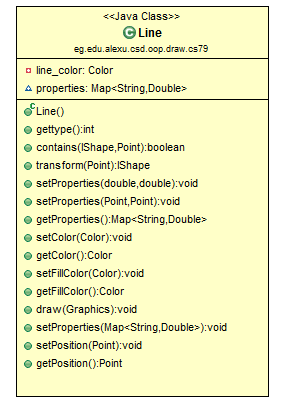 <<Java Class>>
Line
eg.edu.alexu.csd.oop.draw.cs79
line_color: Color
properties: Map<String,Double>
Line()
gettype():int
contains(IShape,Point):boolean
transform(Point):IShape
setProperties(double,double):void
setProperties(Point,Point):void
getProperties():Map<String,Double>
setColor(Color):void
getColor():Color
setFillColor(Color):void
getFillColor():Color
draw(Graphics):void
setProperties(Map<String,Double>):void
setPosition(Point):void
getPosition():Point